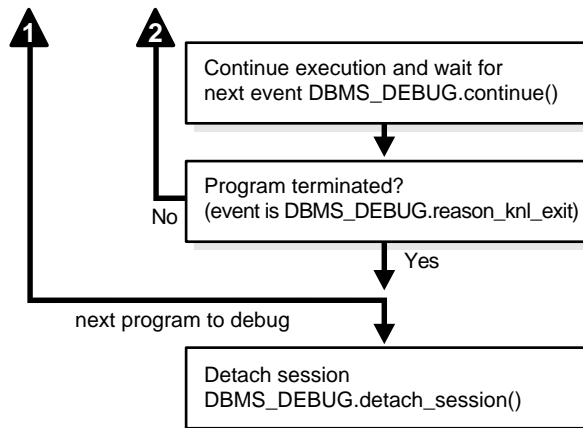 1
2
Continue execution and wait for
next event DBMS_DEBUG.continue()
Program terminated?
(event is DBMS_DEBUG.reason_knl_exit)
No
Yes
next program to debug
Detach session
DBMS_DEBUG.detach_session()